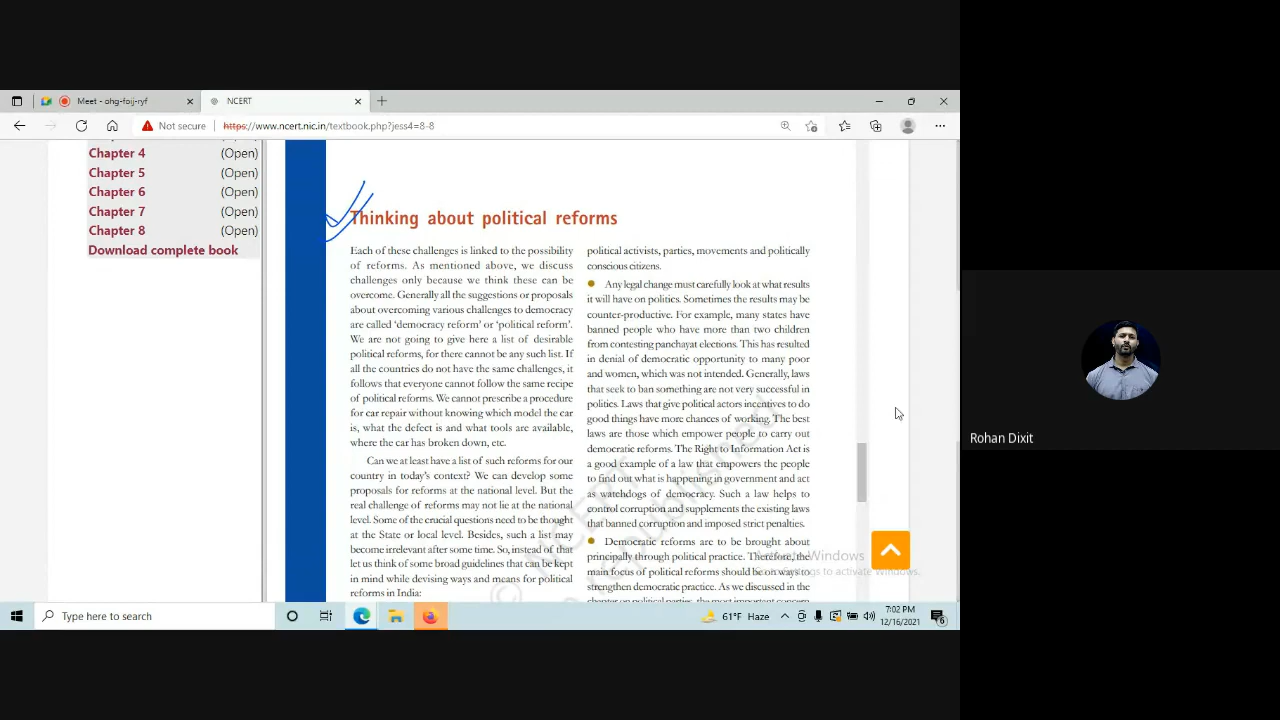 Meet - ohg-foij-ryf
NCERT
Not secure
https://www.ncert.nic.in/textbook.php?jess4=8-8
Chapter 4 (Open)
Chapter 5 (Open)
Chapter 6 (Open)
Chapter 7 (Open)
Chapter 8 (Open)
Download complete book
Thinking about political reforms
Each of these challenges is linked to the possibility
of reforms. As mentioned above, we discuss
challenges only because we think these can be
overcome. Generally all the suggestions or proposals
about overcoming various challenges to democracy
are called 'democracy reform' or 'political reform'.
We are not going to give here a list of desirable
political reforms, for there cannot be any such list. If
all the countries do not have the same challenges, it
follows that everyone cannot follow the same recipe
of political reforms. We cannot prescribe a procedure
for car repair without knowing which model the car
is, what the defect is and what tools are available,
where the car has broken down, etc.
Can we at least have a list of such reforms for our
country in today's context? We can develop some
proposals for reforms at the national level. But the
real challenge of reforms may not lie at the national
level. Some of the crucial questions need to be thought
at the State or local level. Besides, such a list may
become irrelevant after some time. So, instead of that
let us think of some broad guidelines that can be kept
in mind while devising ways and means for political
reforms in India:
political activists, parties, movements and politically
conscious citizens.
● Any legal change must carefully look at what results
it will have on politics. Sometimes the results may be
counter-productive. For example, many states have
banned people who have more than two children
from contesting panchayat elections. This has resulted
in denial of democratic opportunity to many poor
and women, which was not intended. Generally, laws
that seek to ban something are not very successful in
politics. Laws that give political actors incentives to do
good things have more chances of working. The best
laws are those which empower people to carry out
democratic reforms. The Right to Information Act is
a good example of a law that empowers the people
to find out what is happening in government and act
as watchdogs of democracy. Such a law helps to
control corruption and supplements the existing laws
that banned corruption and imposed strict penalties.
● Democratic reforms are to be brought about
principally through political practice. Therefore, the
main focus of political reforms should be on ways to
strengthen democratic practice. As we discussed in the
chapter on political parties, the most important concern
© NCERT
republished
Activate Windows
Go to Settings to activate Windows.
Rohan Dixit
Type here to search
61°F Haze
7:02 PM
12/16/2021
6